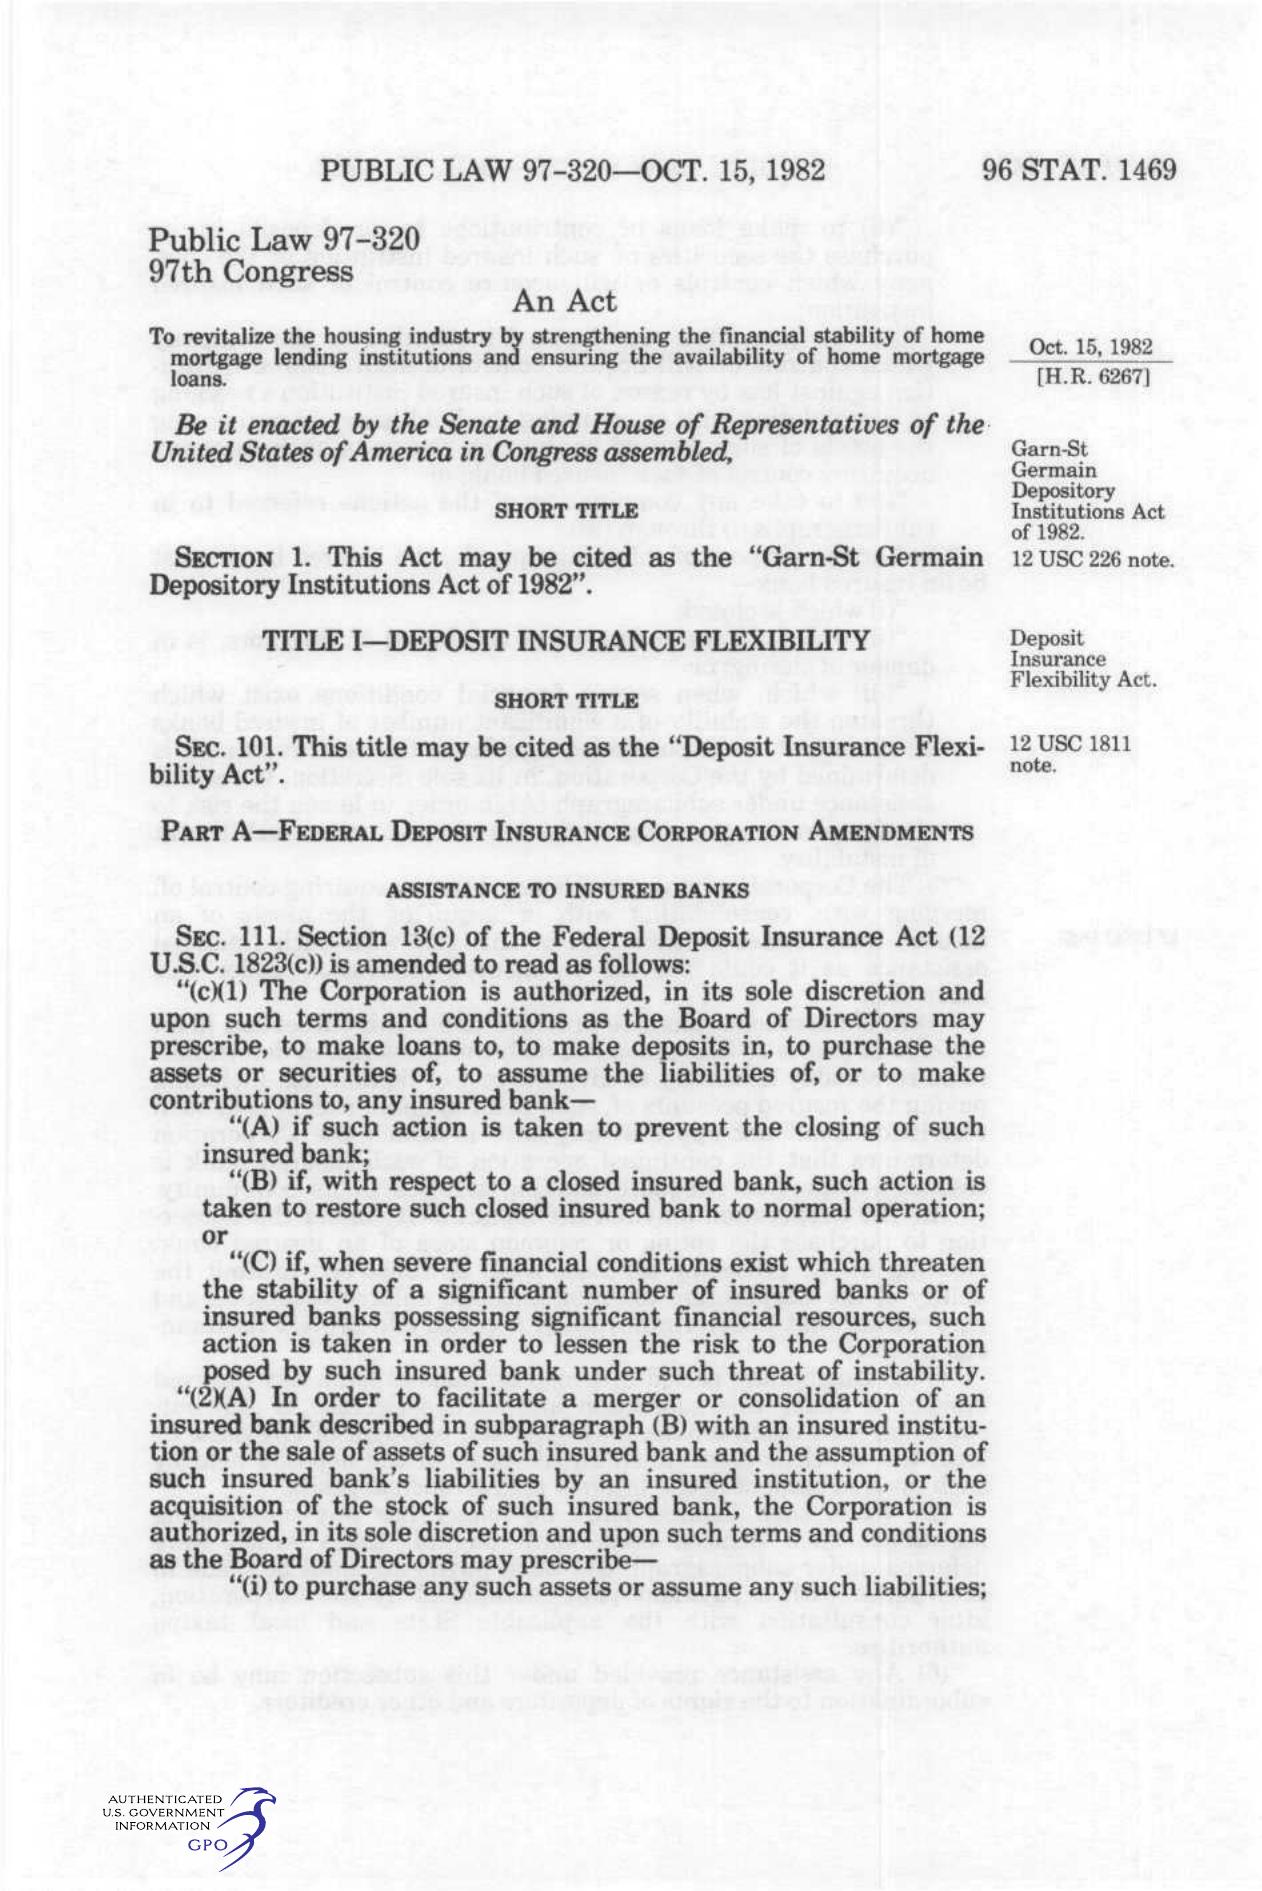 PUBLIC LAW 97-320—OCT. 15, 1982
96 STAT. 1469
Public Law 97-320
97th Congress
An Act
To revitalize the housing industry by strengthening the financial stability of home
mortgage lending institutions and ensuring the availability of home mortgage
loans.
Oct. 15, 1982
[H.R. 6267]
Be it enacted by the Senate and House of Representatives of the
United States of America in Congress assembled,
Garn-St
Germain
Depository
Institutions Act
of 1982.
12 USC 226 note.
SHORT TITLE
SECTION 1. This Act may be cited as the “Garn-St Germain
Depository Institutions Act of 1982”.
TITLE I—DEPOSIT INSURANCE FLEXIBILITY
Deposit
Insurance
Flexibility Act.
SHORT TITLE
SEC. 101. This title may be cited as the “Deposit Insurance Flexi-
bility Act”.
12 USC 1811
note.
PART A—FEDERAL DEPOSIT INSURANCE CORPORATION AMENDMENTS
ASSISTANCE TO INSURED BANKS
SEC. 111. Section 13(c) of the Federal Deposit Insurance Act (12
U.S.C. 1823(c)) is amended to read as follows:
“(c)(1) The Corporation is authorized, in its sole discretion and
upon such terms and conditions as the Board of Directors may
prescribe, to make loans to, to make deposits in, to purchase the
assets or securities of, to assume the liabilities of, or to make
contributions to, any insured bank—
“(A) if such action is taken to prevent the closing of such
insured bank;
“(B) if, with respect to a closed insured bank, such action is
taken to restore such closed insured bank to normal operation;
or
“(C) if, when severe financial conditions exist which threaten
the stability of a significant number of insured banks or of
insured banks possessing significant financial resources, such
action is taken in order to lessen the risk to the Corporation
posed by such insured bank under such threat of instability.
“(2)(A) In order to facilitate a merger or consolidation of an
insured bank described in subparagraph (B) with an insured institu-
tion or the sale of assets of such insured bank and the assumption of
such insured bank’s liabilities by an insured institution, or the
acquisition of the stock of such insured bank, the Corporation is
authorized, in its sole discretion and upon such terms and conditions
as the Board of Directors may prescribe—
“(i) to purchase any such assets or assume any such liabilities;
AUTHENTICATED
U.S. GOVERNMENT
INFORMATION
GPO